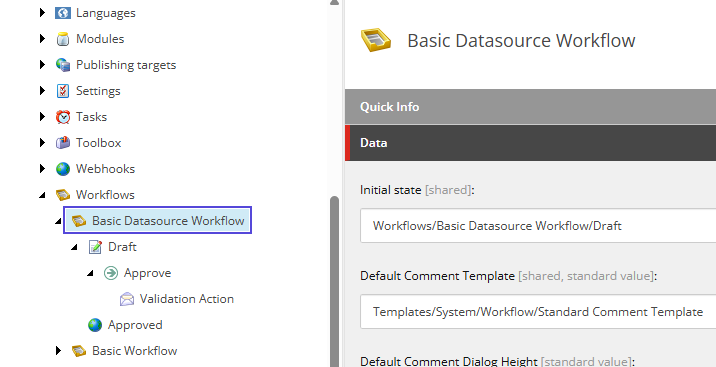 Languages
Modules
Publishing targets
Settings
Tasks
Toolbox
Webhooks
Workflows
Basic Datasource Workflow
Draft
Approve
Validation Action
Approved
Basic Workflow
Basic Datasource Workflow
Quick Info
Data
Initial state [shared]:
Workflows/Basic Datasource Workflow/Draft
Default Comment Template [shared, standard value]:
Templates/System/Workflow/Standard Comment Template
Default Comment Dialog Height [standard value]: